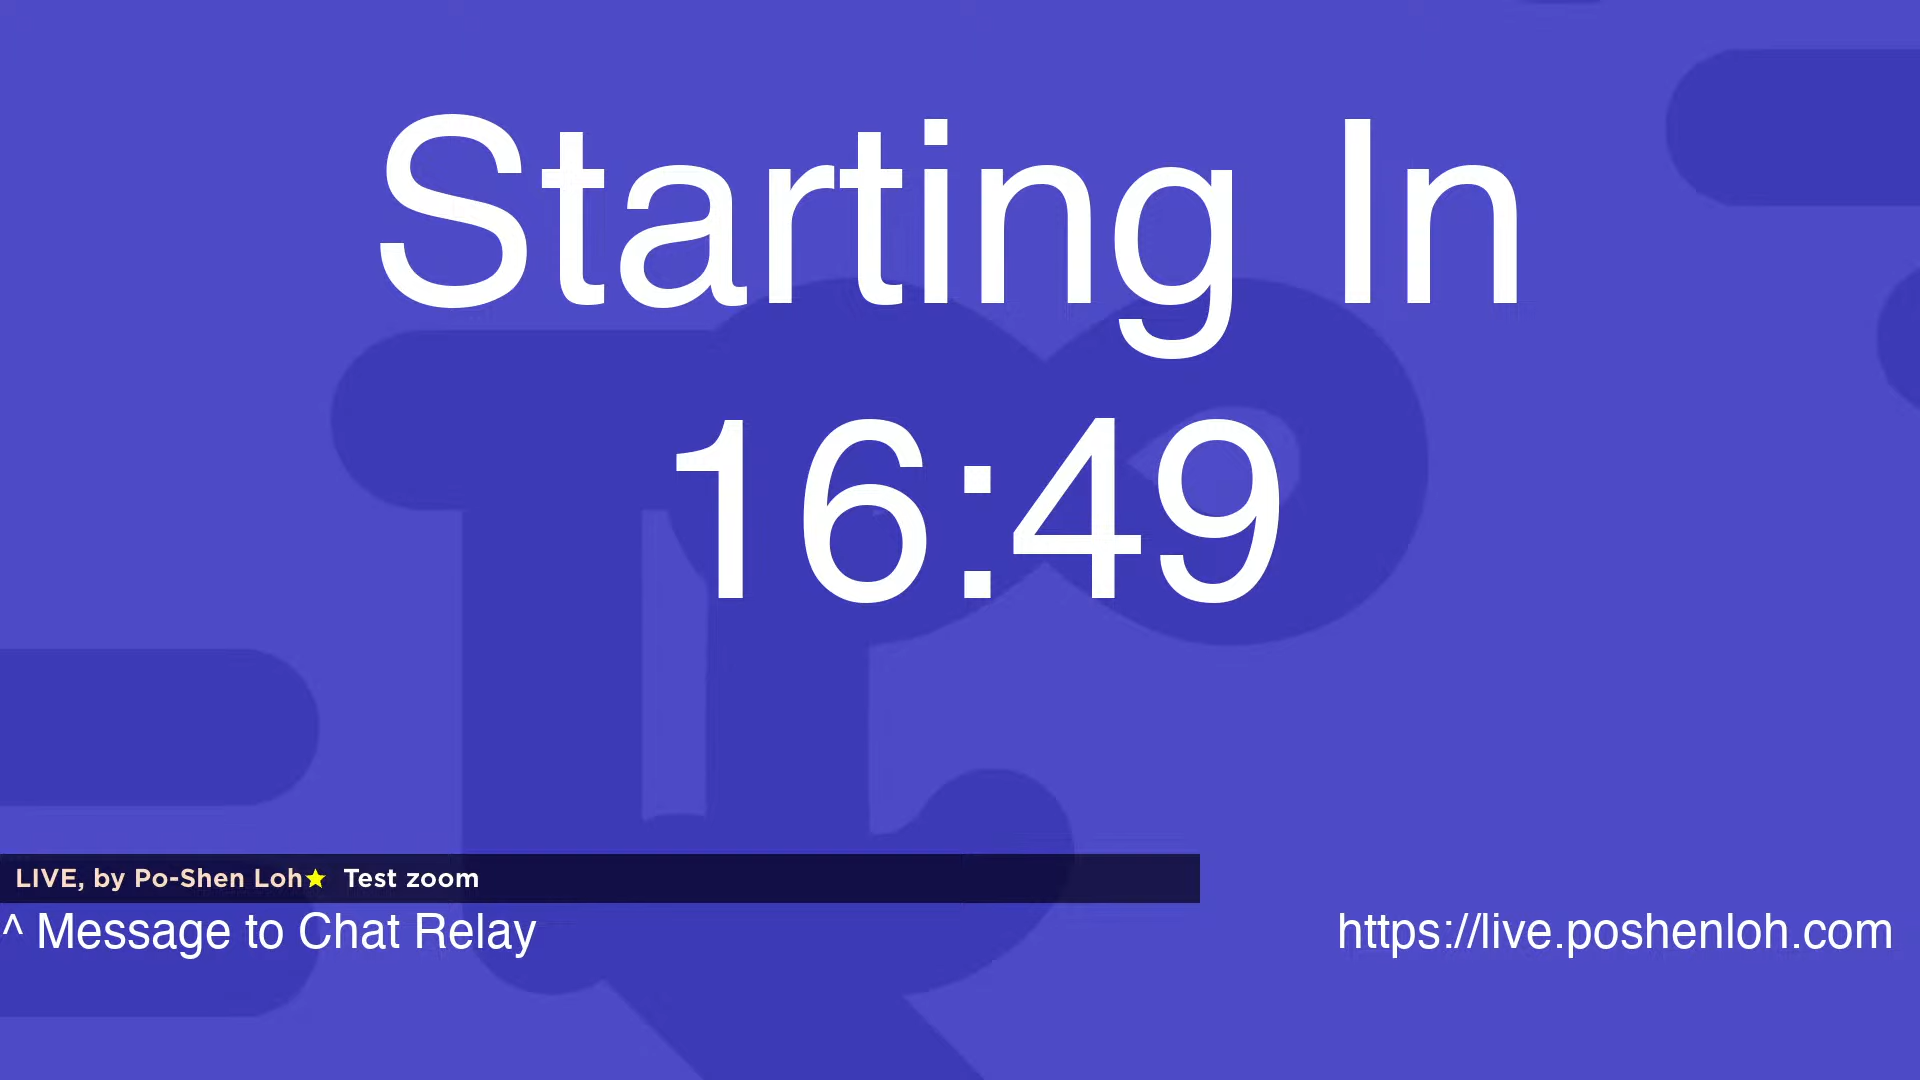 Starting In
16:49
LIVE, by Po-Shen Loh★ Test zoom
^ Message to Chat Relay
https://live.poshenloh.com